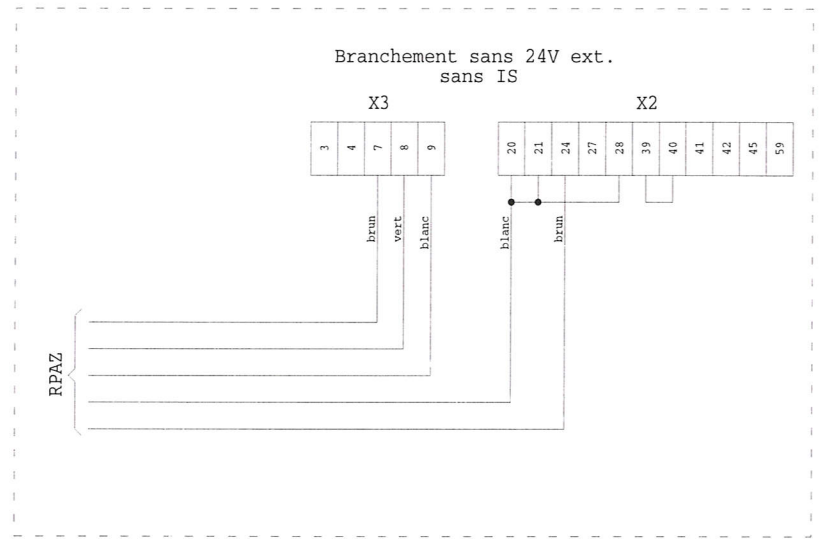 Branchement sans 24V ext.
sans IS
X3 X2
3 4 7 8 9 20 21 24 27 28 39 40 41 42 45 59
brun vert blanc blanc brun
RPAZ